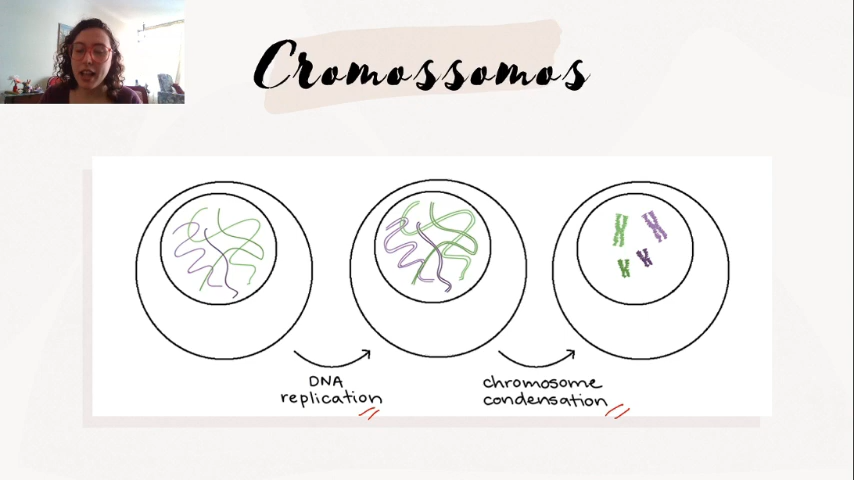 Cromossomos
DNA
replication
chromosome
condensation